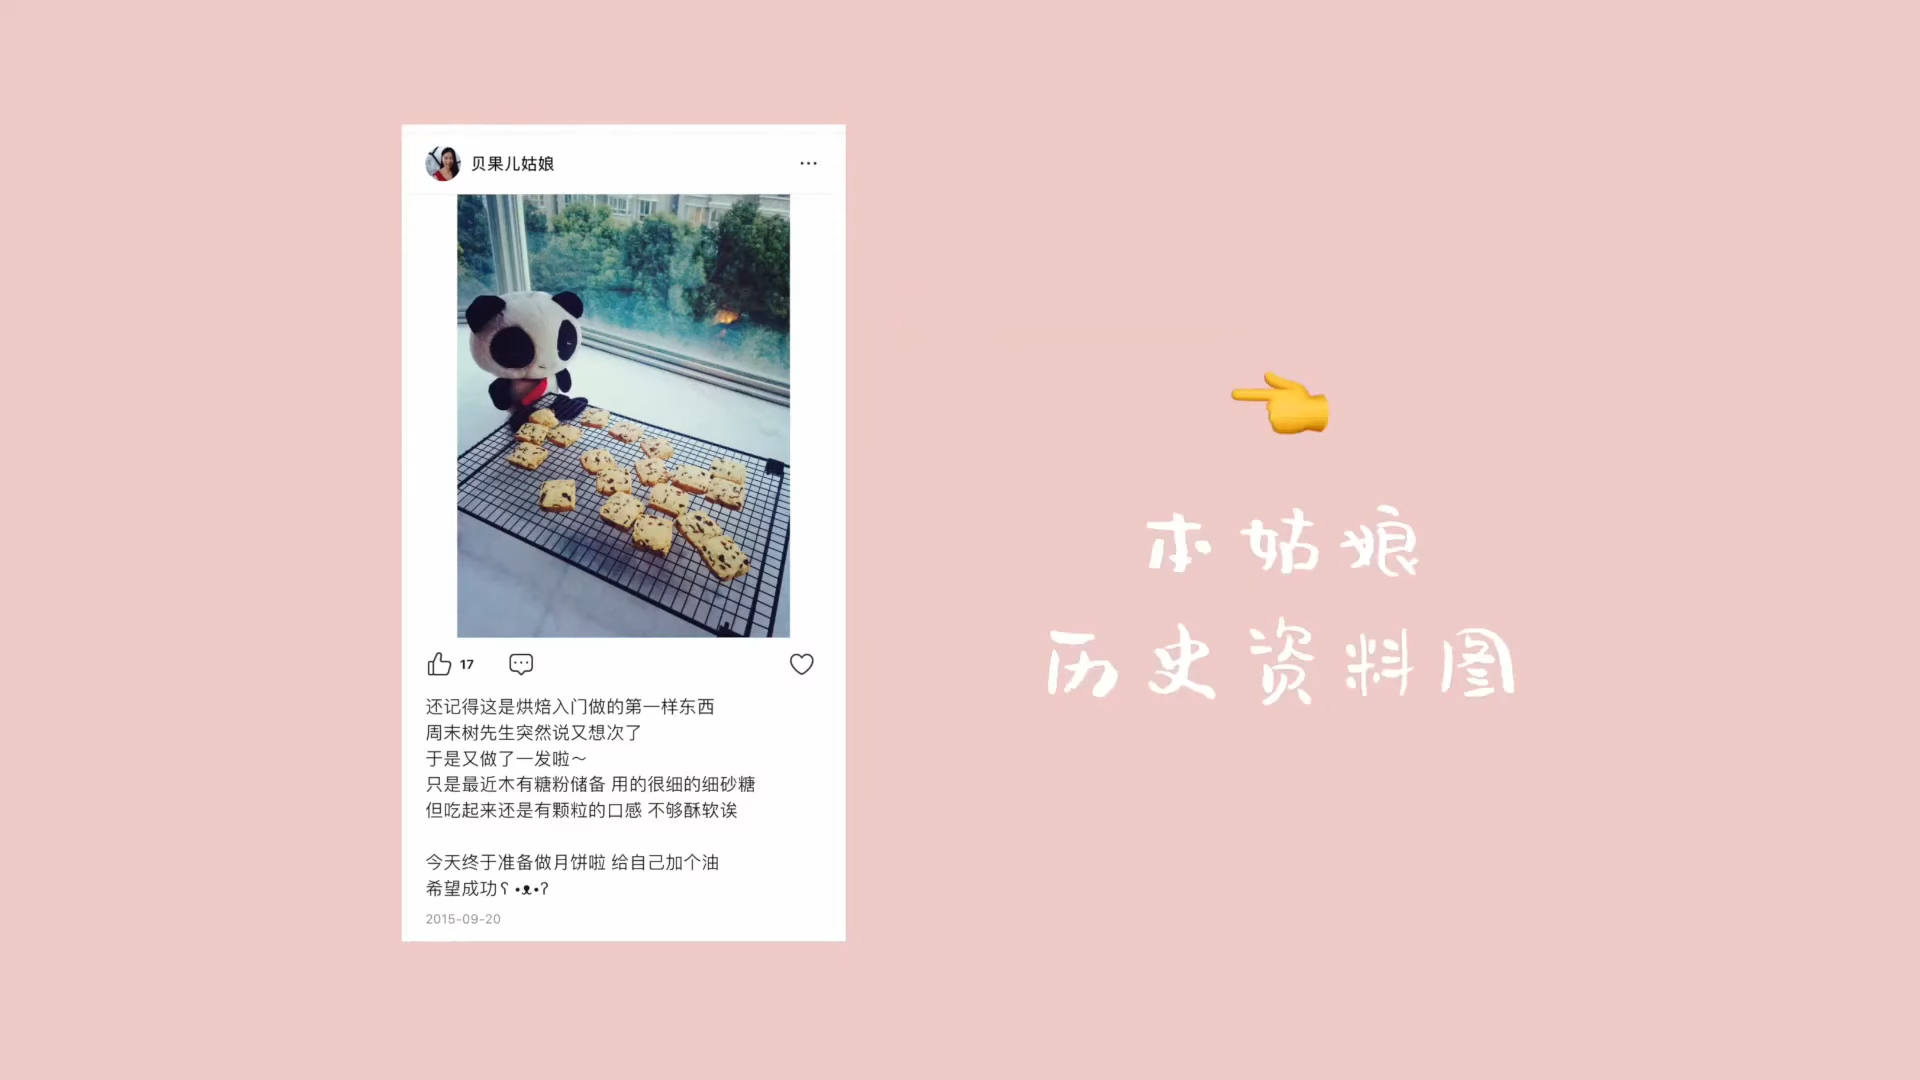 贝果儿姑娘
17
还记得这是烘焙入门做的第一样东西
周末树先生突然说又想次了
于是又做了一发啦～
只是最近木有糖粉储备 用的很细的细砂糖
但吃起来还是有颗粒的口感 不够酥软诶
今天终于准备做月饼啦 给自己加个油
希望成功ʕ •ᴥ•ʔ
2015-09-20
本姑娘
历史资料图